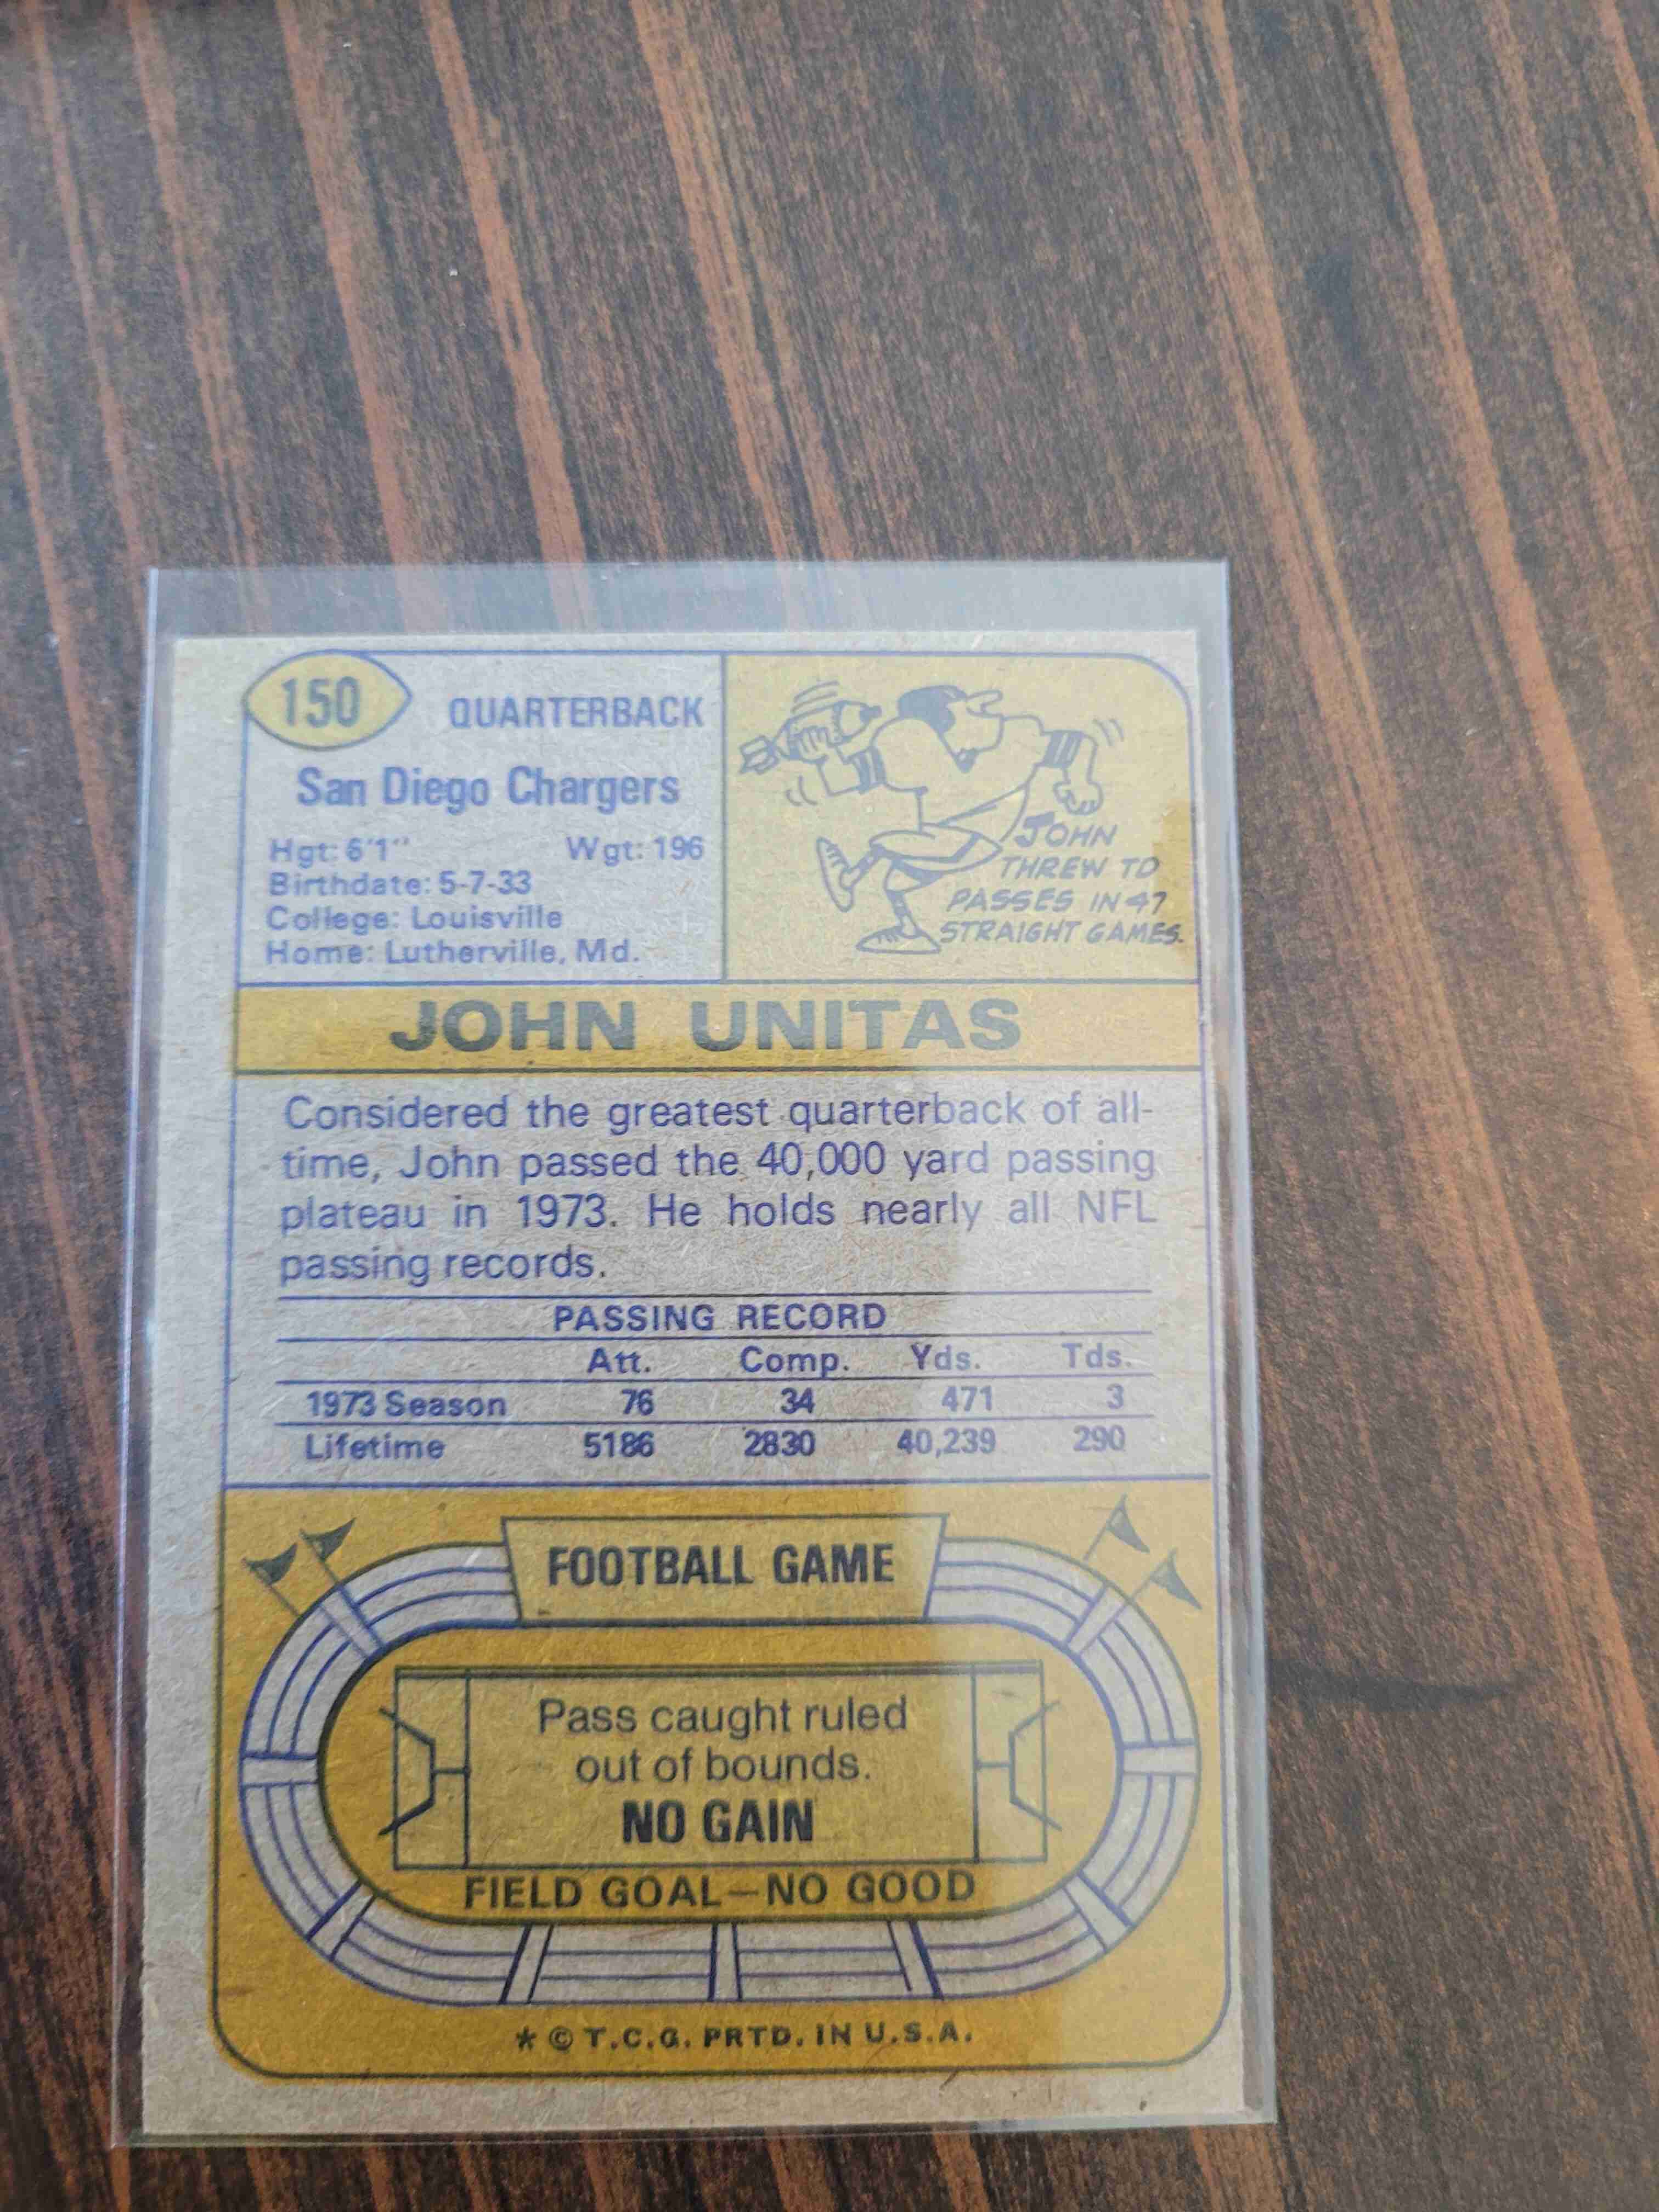 150
QUARTERBACK
San Diego Chargers
Hgt: 6'1" Wgt: 196
Birthdate: 5-7-33
College: Louisville
Home: Lutherville, Md.
JOHN
THREW TD
PASSES IN 47
STRAIGHT GAMES.
JOHN UNITAS
Considered the greatest quarterback of all-
time, John passed the 40,000 yard passing
plateau in 1973. He holds nearly all NFL
passing records.
PASSING RECORD
Att. Comp. Yds. Tds.
1973 Season 76 34 471 3
Lifetime 5186 2830 40,239 290
FOOTBALL GAME
Pass caught ruled
out of bounds.
NO GAIN
FIELD GOAL—NO GOOD
* © T.C.G. PRTD. IN U.S.A.